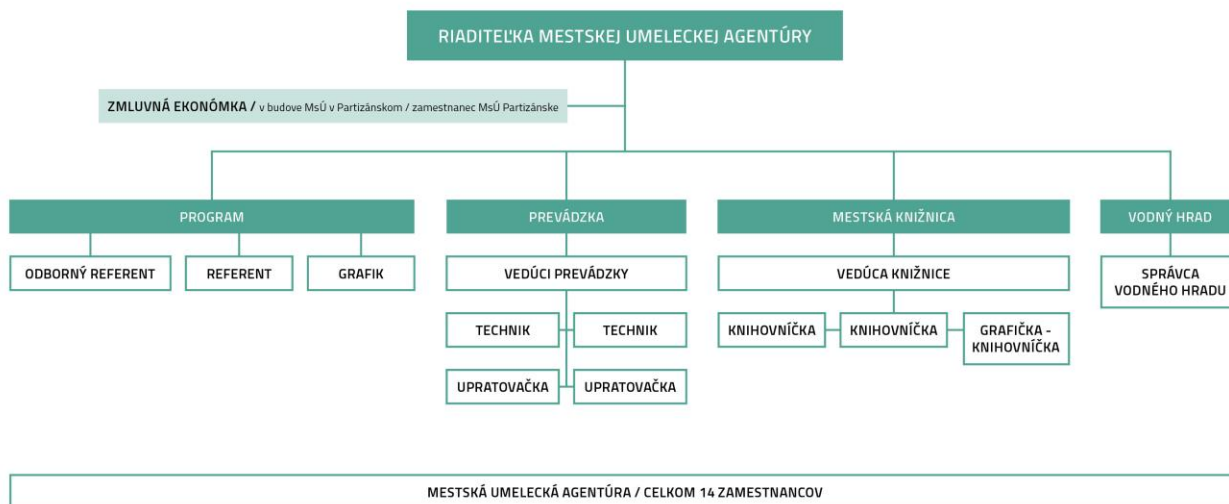 RIADITEĽKA MESTSKEJ UMELECKEJ AGENTÚRY
ZMLUVNÁ EKONÓMKA / v budove MsÚ v Partizánskom / zamestnanec MsÚ Partizánske
PROGRAM
PREVÁDZKA
MESTSKÁ KNIŽNICA
VODNÝ HRAD
ODBORNÝ REFERENT
REFERENT
GRAFIK
VEDÚCI PREVÁDZKY
VEDÚCA KNIŽNICE
SPRÁVCA
VODNÉHO HRADU
TECHNIK
TECHNIK
KNIHOVNÍČKA
KNIHOVNÍČKA
GRAFIČKA -
KNIHOVNÍČKA
UPRATOVAČKA
UPRATOVAČKA
MESTSKÁ UMELECKÁ AGENTÚRA / CELKOM 14 ZAMESTNANCOV